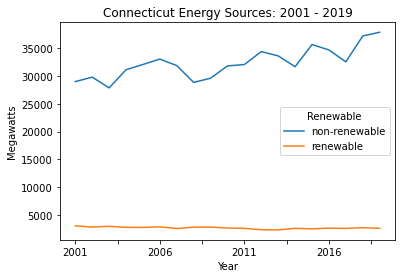 Connecticut Energy Sources: 2001 - 2019
Megawatts
35000
30000
25000
20000
15000
10000
5000
Renewable
non-renewable
renewable
2001
2006
2011
2016
Year